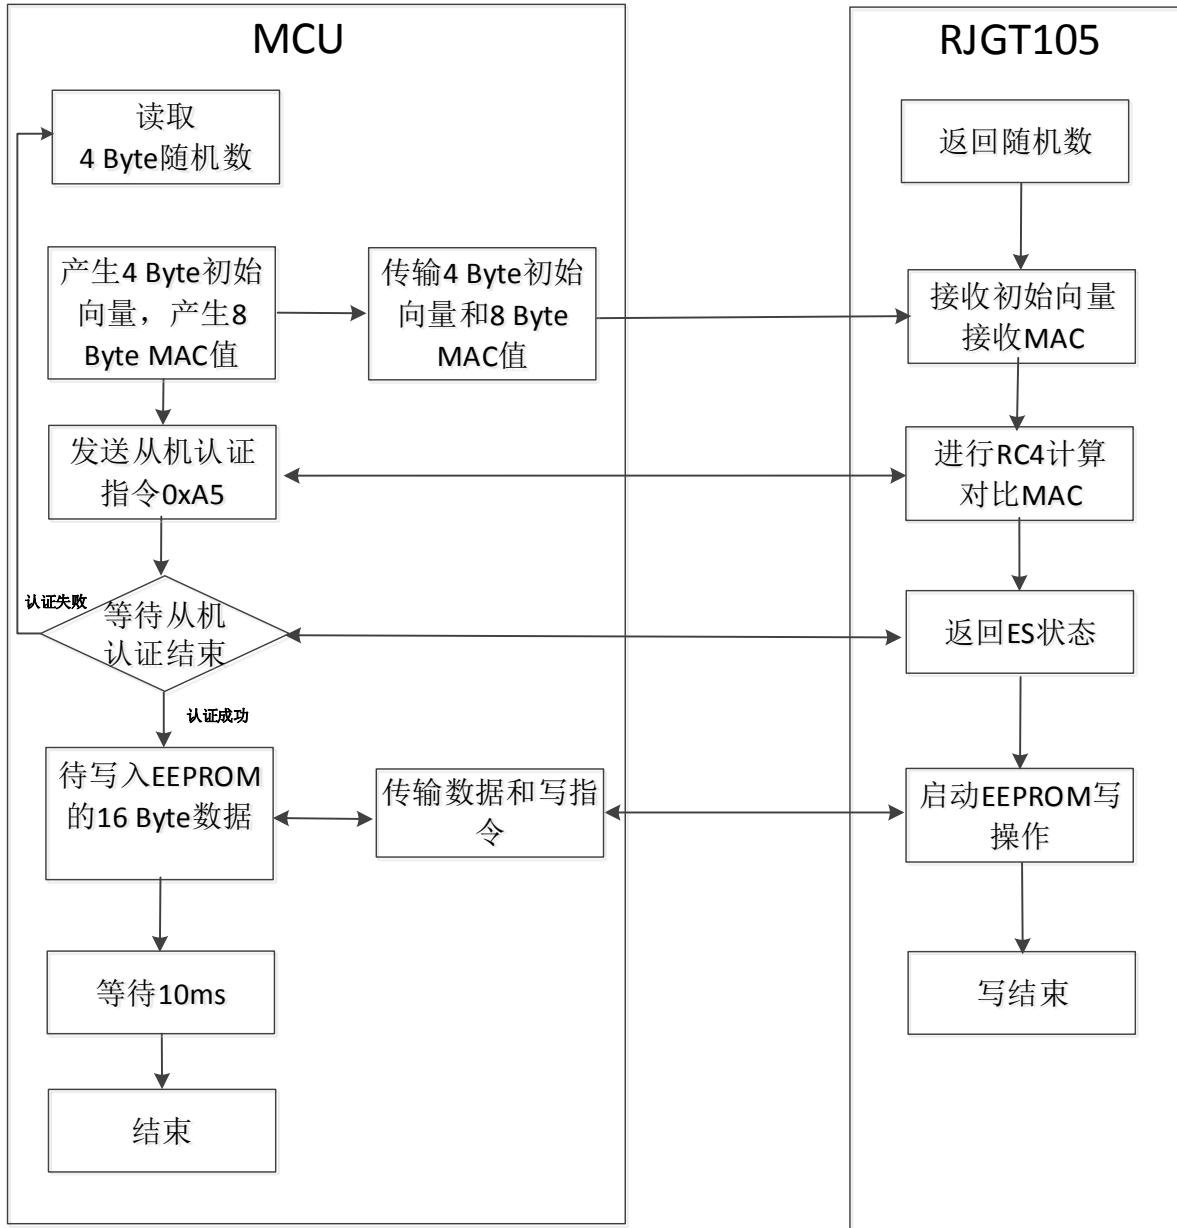 MCU
读取
4 Byte随机数
产生4 Byte初始
向量，产生8
Byte MAC值
传输4 Byte初始
向量和8 Byte
MAC值
发送从机认证
指令0xA5
认证失败
等待从机
认证结束
认证成功
待写入EEPROM
的16 Byte数据
传输数据和写指
令
等待10ms
结束
RJGT105
返回随机数
接收初始向量
接收MAC
进行RC4计算
对比MAC
返回ES状态
启动EEPROM写
操作
写结束